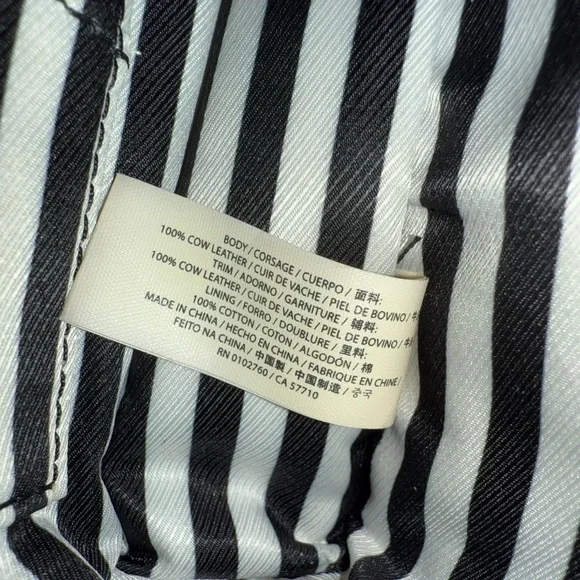 BODY / CORSAGE / CUERPO / 面料:
100% COW LEATHER / CUIR DE VACHE / PIEL DE BOVINO / 牛
TRIM / ADORNO / GARNITURE / 辅料:
100% COW LEATHER / CUIR DE VACHE / PIEL DE BOVINO / 牛
LINING / FORRO / DOUBLURE / 里料:
100% COTTON / COTON / ALGODÓN / 棉
MADE IN CHINA / HECHO EN CHINA / FABRIQUE EN CHINE /
FEITO NA CHINA / 中國製 / 中国制造 / 중국
RN 0102760 / CA 57710